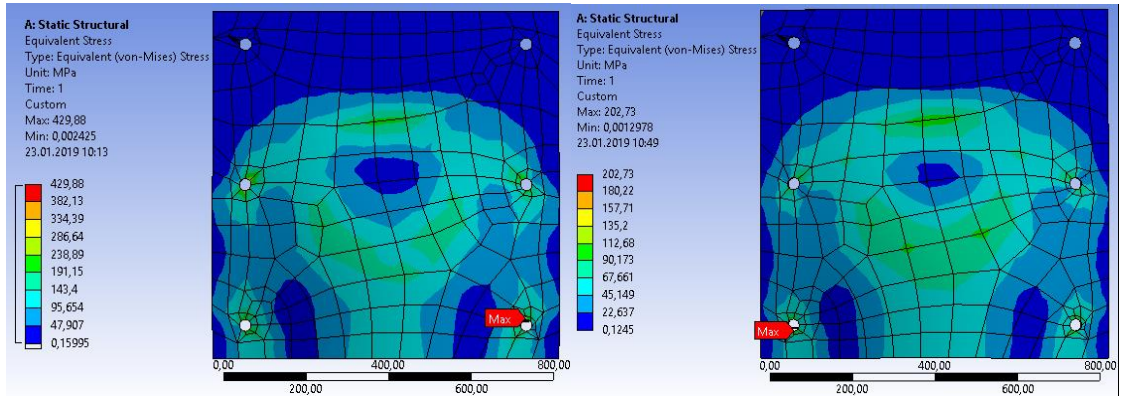 A: Static Structural
Equivalent Stress
Type: Equivalent (von-Mises) Stress
Unit: MPa
Time: 1
Custom
Max: 429,88
Min: 0,002425
23.01.2019 10:13
429,88
382,13
334,39
286,64
238,89
191,15
143,4
95,654
47,907
0,15995
Max
0,00 400,00 800,00
200,00 600,00
A: Static Structural
Equivalent Stress
Type: Equivalent (von-Mises) Stress
Unit: MPa
Time: 1
Custom
Max: 202,73
Min: 0,0012978
23.01.2019 10:49
202,73
180,22
157,71
135,2
112,68
90,173
67,661
45,149
22,637
0,1245
Max
0,00 400,00 800,00
200,00 600,00